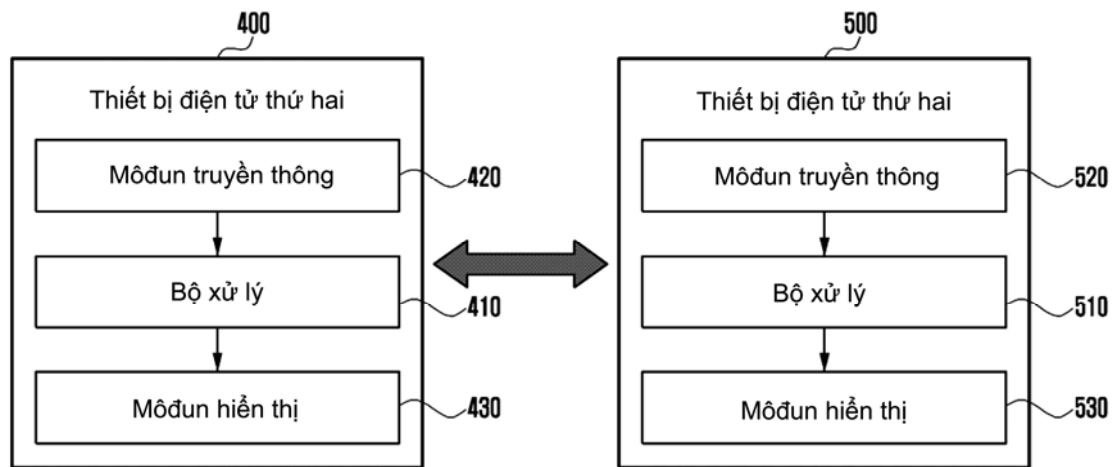 400
Thiết bị điện tử thứ hai
Môđun truyền thông
420
Bộ xử lý
410
Môđun hiển thị
430
500
Thiết bị điện tử thứ hai
Môđun truyền thông
520
Bộ xử lý
510
Môđun hiển thị
530